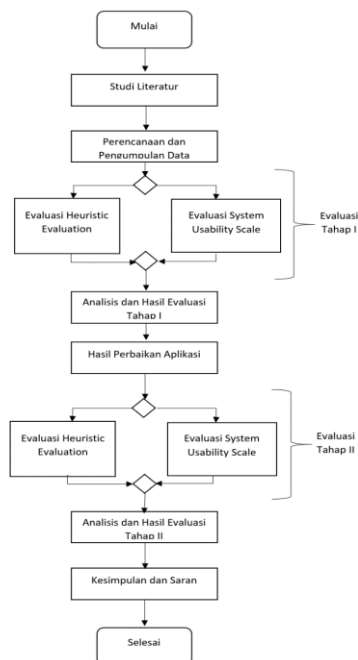 Mulai
Studi Literatur
Perencanaan dan
Pengumpulan Data
Evaluasi Heuristic
Evaluation
Evaluasi System
Usability Scale
Evaluasi
Tahap I
Analisis dan Hasil Evaluasi
Tahap I
Hasil Perbaikan Aplikasi
Evaluasi Heuristic
Evaluation
Evaluasi System
Usability Scale
Evaluasi
Tahap II
Analisis dan Hasil Evaluasi
Tahap II
Kesimpulan dan Saran
Selesai